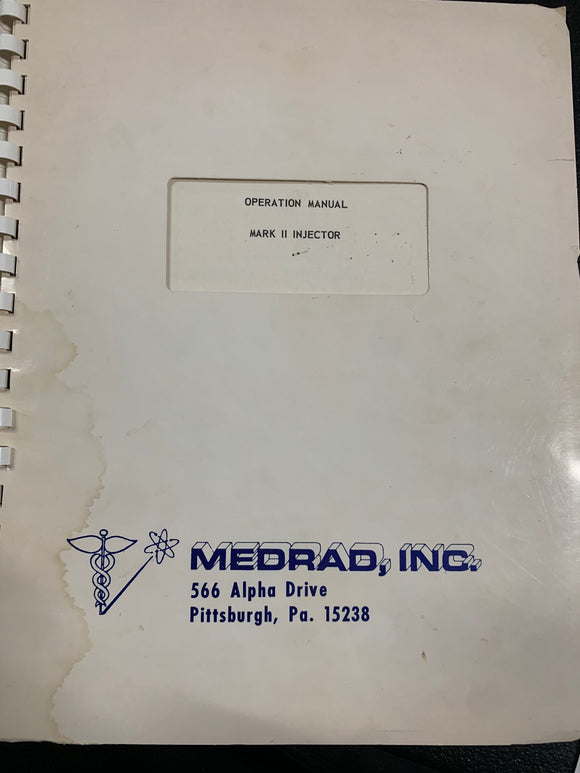 OPERATION MANUAL
MARK II INJECTOR
MEDRAD, INC.
566 Alpha Drive
Pittsburgh, Pa. 15238